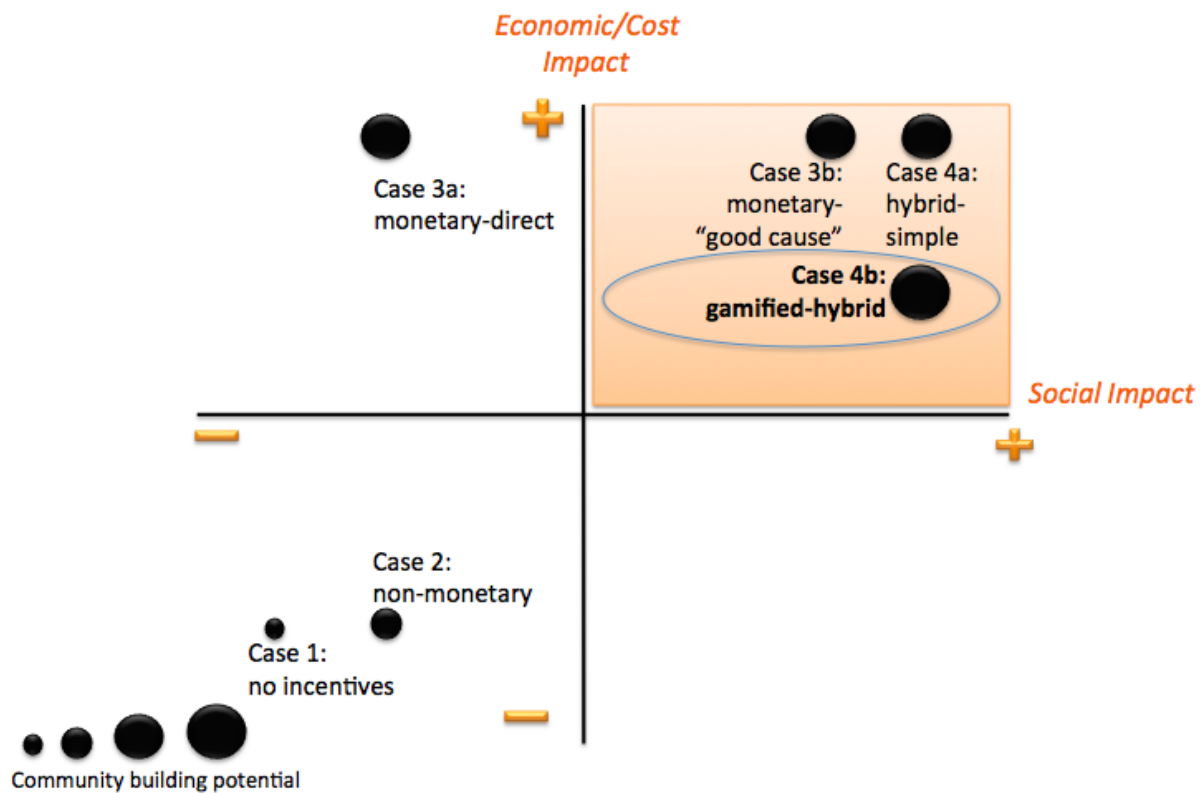 Economic/Cost
Impact
+
Case 3a:
monetary-direct
Case 3b:
monetary-
“good cause”
Case 4a:
hybrid-
simple
Case 4b:
gamified-hybrid
Social Impact
−
+
Case 2:
non-monetary
Case 1:
no incentives
−
Community building potential